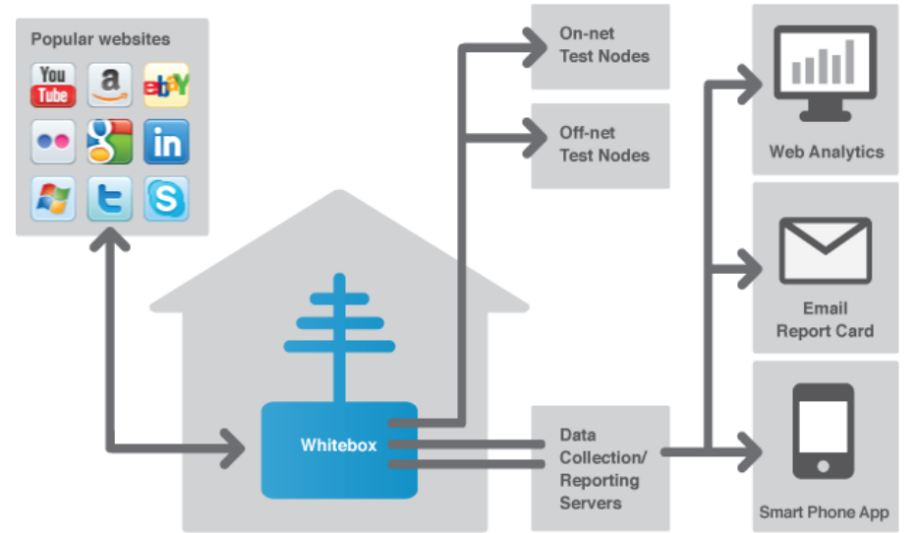 Popular websites
You
Tube
a
ebaY
g
in
t
S
On-net
Test Nodes
Off-net
Test Nodes
Whitebox
Data
Collection/
Reporting
Servers
Web Analytics
Email
Report Card
Smart Phone App